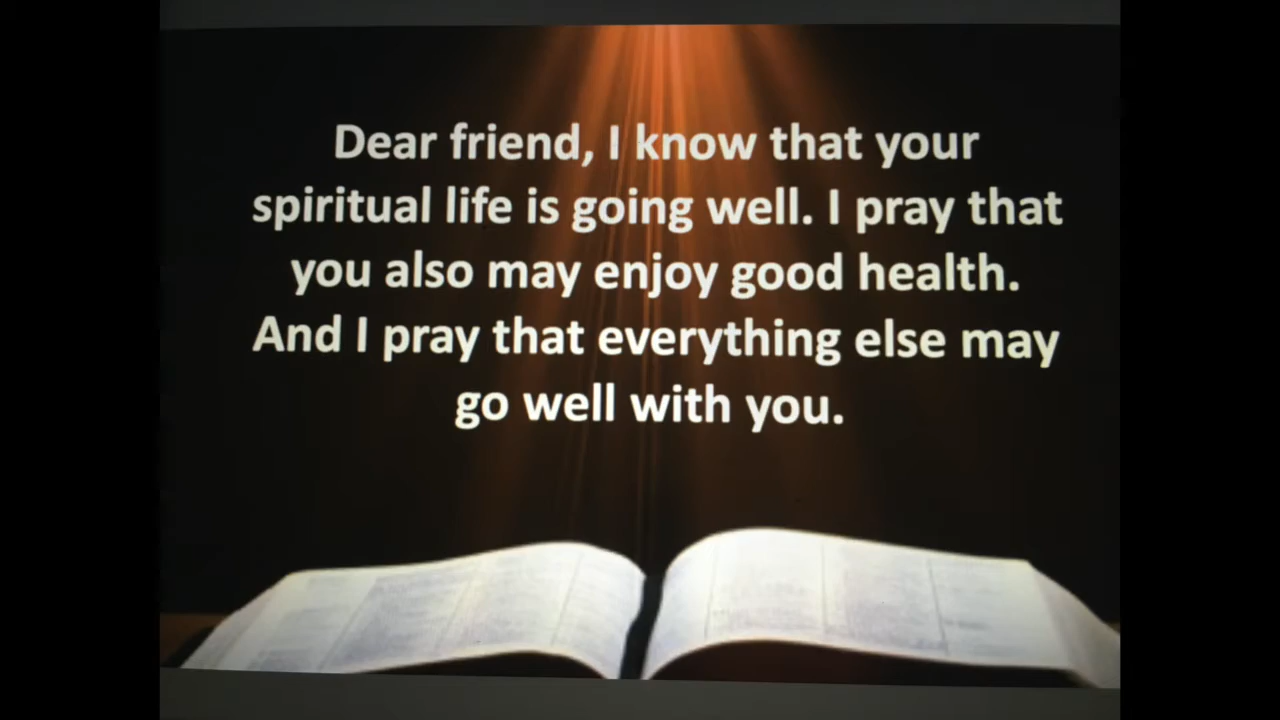 Dear friend, I know that your
spiritual life is going well. I pray that
you also may enjoy good health.
And I pray that everything else may
go well with you.